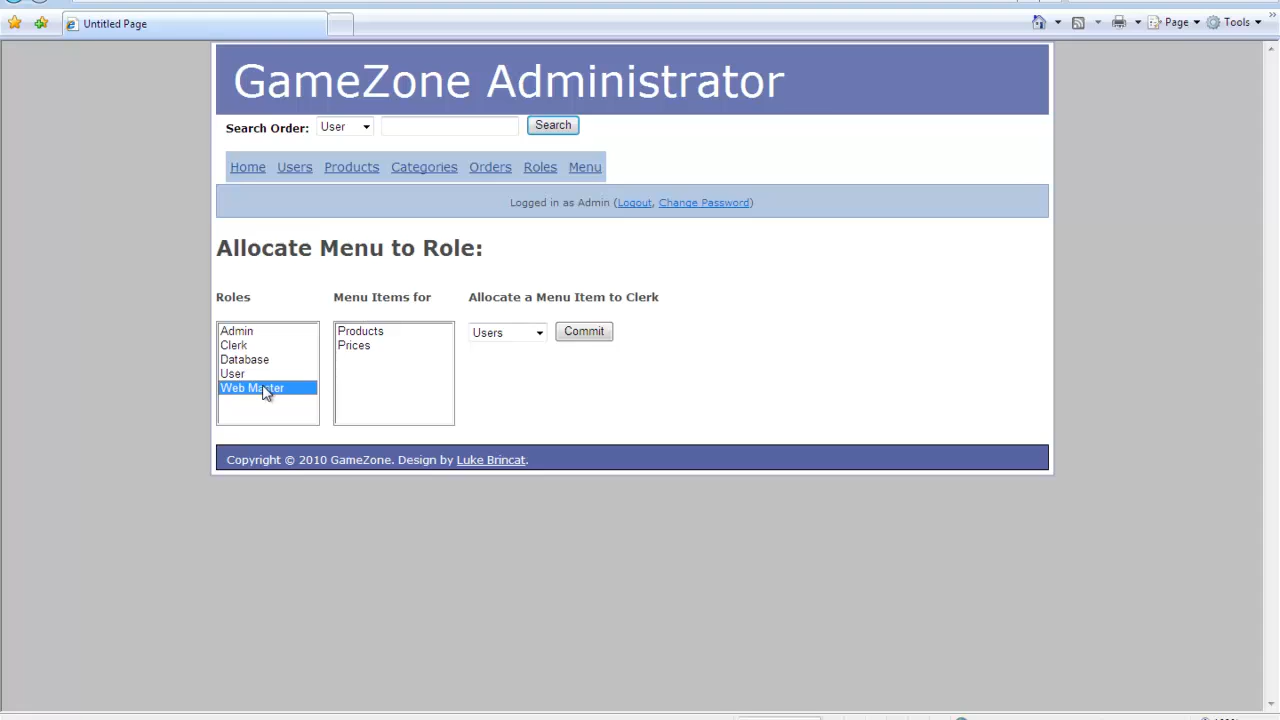 Untitled Page
Page
Tools
GameZone Administrator
Search Order: User Search
Home Users Products Categories Orders Roles Menu
Logged in as Admin (Logout, Change Password)
Allocate Menu to Role:
Roles Menu Items for Allocate a Menu Item to Clerk
Admin
Clerk
Database
User
Web Master
Products
Prices
Users Commit
Copyright © 2010 GameZone. Design by Luke Brincat.